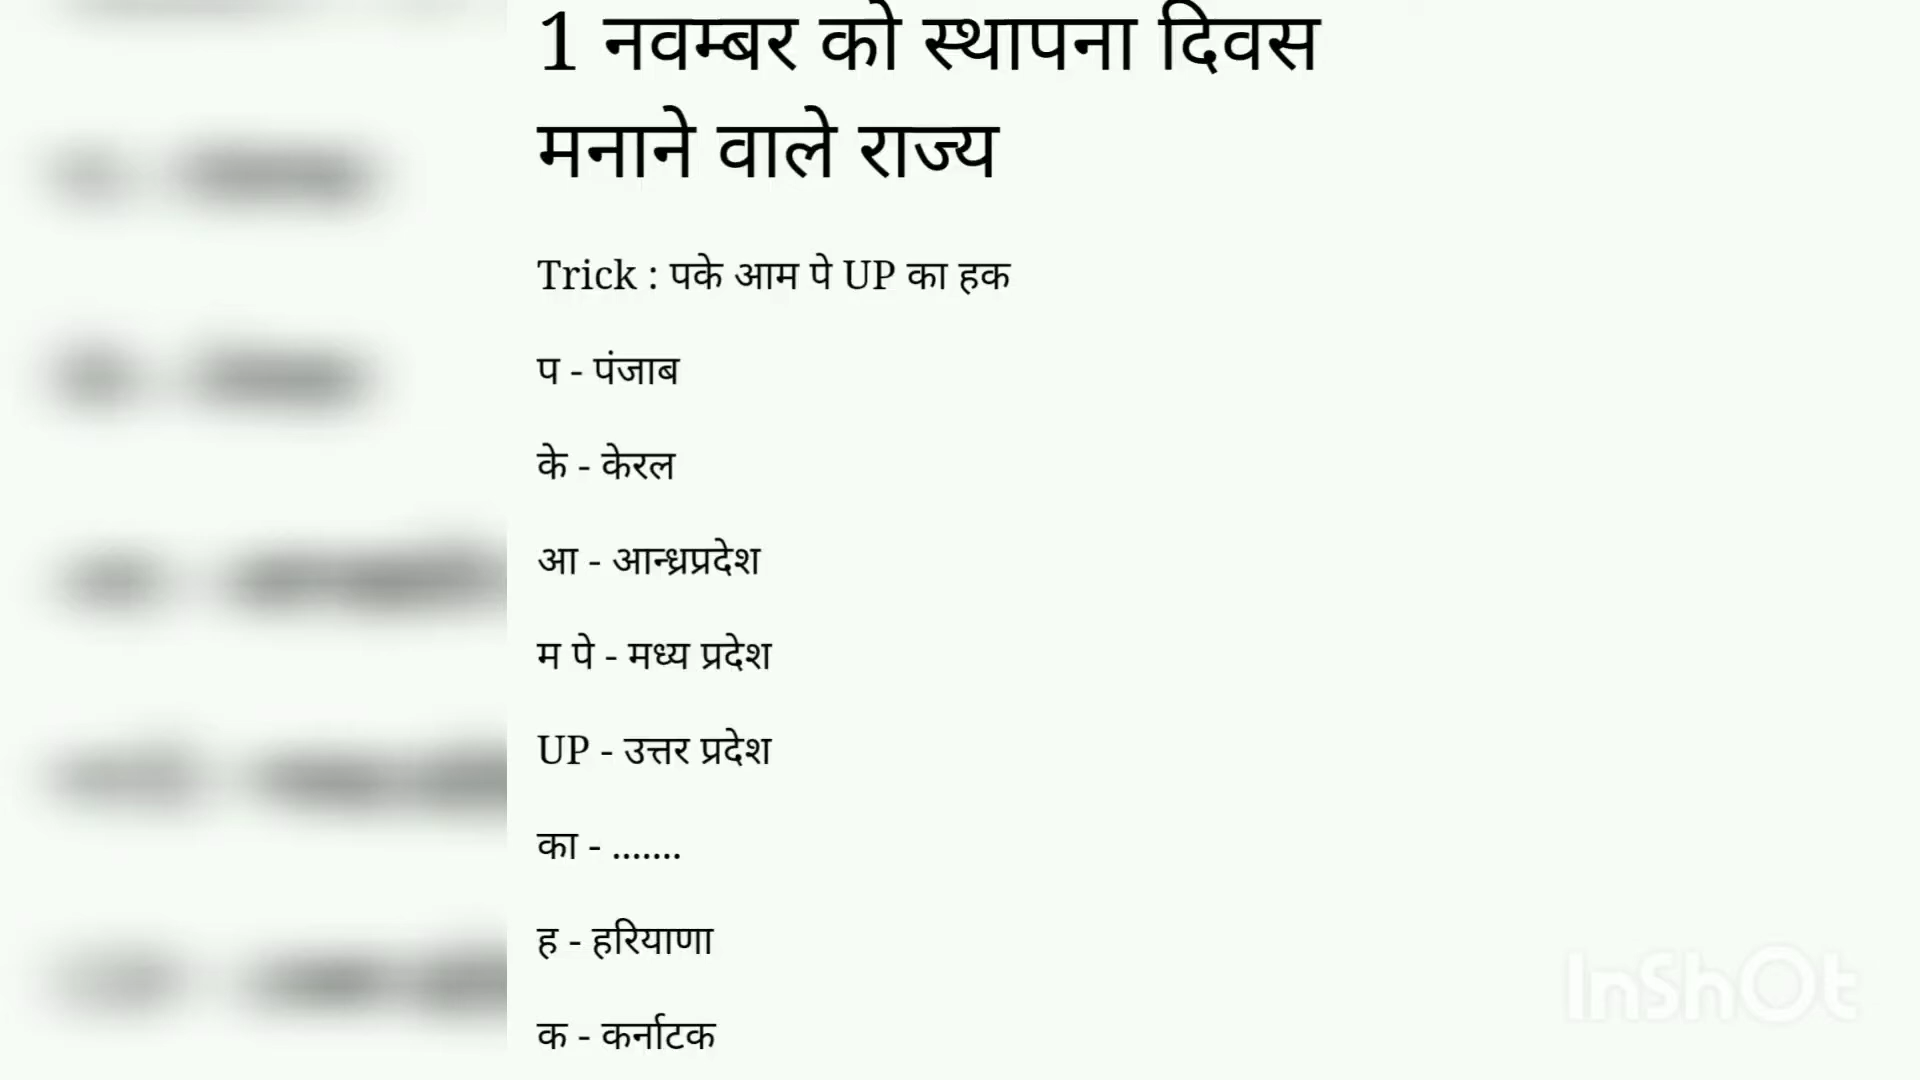 1 नवम्बर को स्थापना दिवस
मनाने वाले राज्य
Trick : पके आम पे UP का हक
प - पंजाब
के - केरल
आ - आन्ध्रप्रदेश
म पे - मध्य प्रदेश
UP - उत्तर प्रदेश
का - .......
ह - हरियाणा
क - कर्नाटक
InShOt